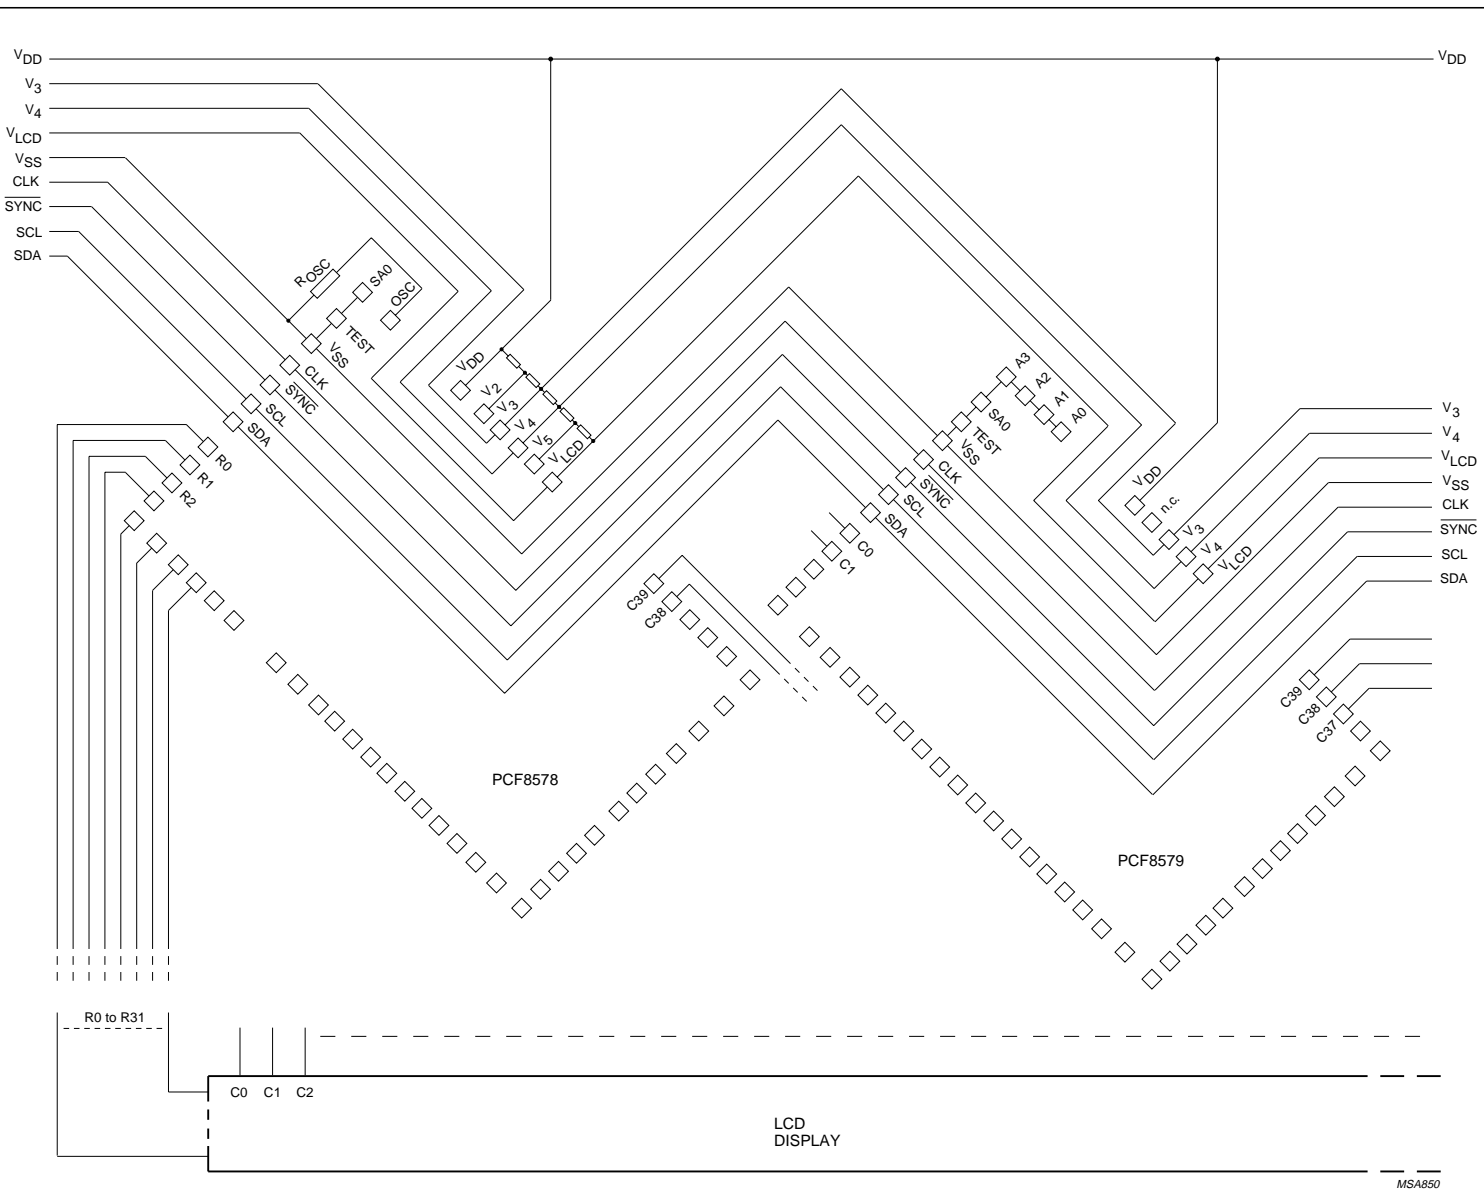 VDD
V3
V4
VLCD
VSS
CLK
SYNC
SCL
SDA
VDD
ROSC
SA0
OSC
TEST
VSS
CLK
SYNC
SCL
SDA
R0
R1
R2
VDD
V2
V3
V4
V5
VLCD
A3
A2
A1
A0
SA0
TEST
VSS
CLK
SYNC
SCL
SDA
C0
C1
VDD
n.c.
V3
V4
VLCD
V3
V4
VLCD
VSS
CLK
SYNC
SCL
SDA
C39
C38
C39
C38
C37
PCF8578
PCF8579
R0 to R31
C0 C1 C2
LCD
DISPLAY
MSA850